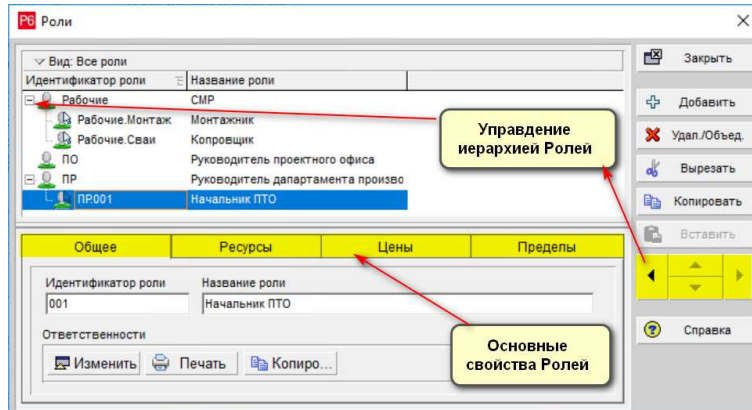 P6 Роли
Вид: Все роли
Идентификатор роли Название роли
Рабочие СМР
Рабочие.Монтаж Монтажник
Рабочие.Сваи Копровщик
ПО Руководитель проектного офиса
ПР Руководитель дапартамента произво
ПР.001 Начальник ПТО
Управдение
иерархией Ролей
Общее Ресурсы Цены Пределы
Идентификатор роли Название роли
001 Начальник ПТО
Ответственности
Изменить Печать Копиро...
Основные
свойства Ролей
Закрыть
Добавить
Удал./Объед.
Вырезать
Копировать
Вставить
Справка